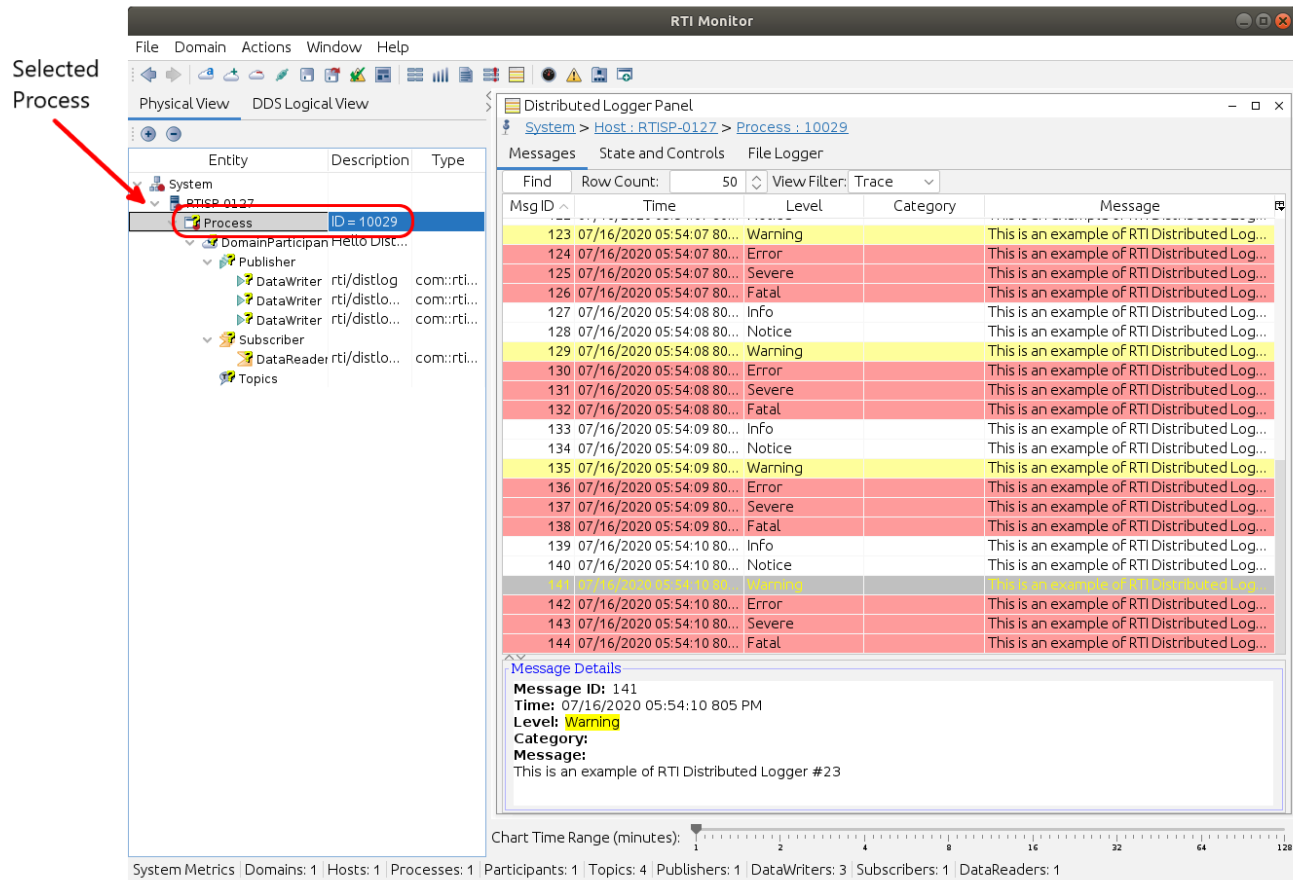 RTI Monitor
File Domain Actions Window Help
Selected
Process
Physical View DDS Logical View
Entity Description Type
System
RTISP-0127
Process ID = 10029
DomainParticipan Hello Dist...
Publisher
DataWriter rti/distlog com::rti...
DataWriter rti/distlo... com::rti...
DataWriter rti/distlo... com::rti...
Subscriber
DataReader rti/distlo... com::rti...
Topics
Distributed Logger Panel
System > Host : RTISP-0127 > Process : 10029
Messages State and Controls File Logger
Find Row Count: 50 View Filter: Trace
Msg ID Time Level Category Message
123 07/16/2020 05:54:07 80... Warning This is an example of RTI Distributed Log...
124 07/16/2020 05:54:07 80... Error This is an example of RTI Distributed Log...
125 07/16/2020 05:54:07 80... Severe This is an example of RTI Distributed Log...
126 07/16/2020 05:54:07 80... Fatal This is an example of RTI Distributed Log...
127 07/16/2020 05:54:08 80... Info This is an example of RTI Distributed Log...
128 07/16/2020 05:54:08 80... Notice This is an example of RTI Distributed Log...
129 07/16/2020 05:54:08 80... Warning This is an example of RTI Distributed Log...
130 07/16/2020 05:54:08 80... Error This is an example of RTI Distributed Log...
131 07/16/2020 05:54:08 80... Severe This is an example of RTI Distributed Log...
132 07/16/2020 05:54:08 80... Fatal This is an example of RTI Distributed Log...
133 07/16/2020 05:54:09 80... Info This is an example of RTI Distributed Log...
134 07/16/2020 05:54:09 80... Notice This is an example of RTI Distributed Log...
135 07/16/2020 05:54:09 80... Warning This is an example of RTI Distributed Log...
136 07/16/2020 05:54:09 80... Error This is an example of RTI Distributed Log...
137 07/16/2020 05:54:09 80... Severe This is an example of RTI Distributed Log...
138 07/16/2020 05:54:09 80... Fatal This is an example of RTI Distributed Log...
139 07/16/2020 05:54:10 80... Info This is an example of RTI Distributed Log...
140 07/16/2020 05:54:10 80... Notice This is an example of RTI Distributed Log...
141 07/16/2020 05:54:10 80... Warning This is an example of RTI Distributed Log...
142 07/16/2020 05:54:10 80... Error This is an example of RTI Distributed Log...
143 07/16/2020 05:54:10 80... Severe This is an example of RTI Distributed Log...
144 07/16/2020 05:54:10 80... Fatal This is an example of RTI Distributed Log...
Message Details
Message ID: 141
Time: 07/16/2020 05:54:10 805 PM
Level: Warning
Category:
Message:
This is an example of RTI Distributed Logger #23
Chart Time Range (minutes):
1 2 4 8 16 32 64 128
System Metrics Domains: 1 Hosts: 1 Processes: 1 Participants: 1 Topics: 4 Publishers: 1 DataWriters: 3 Subscribers: 1 DataReaders: 1